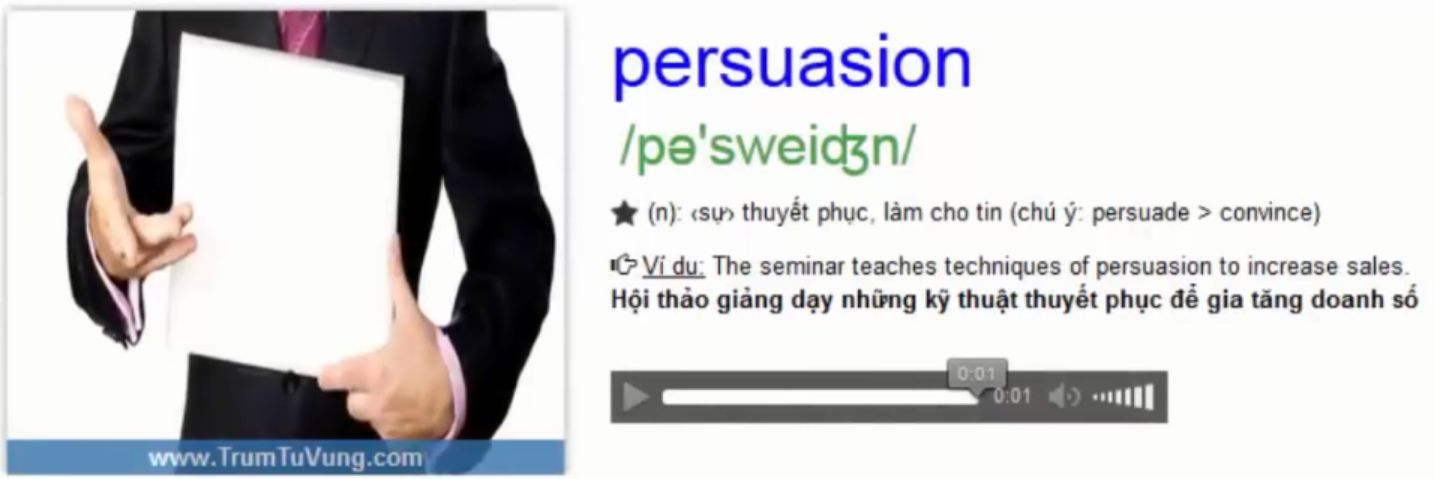 persuasion
/pə'sweiʤn/
★ (n): ‹sự› thuyết phục, làm cho tin (chú ý: persuade > convince)
Ví du: The seminar teaches techniques of persuasion to increase sales.
Hội thảo giảng dạy những kỹ thuật thuyết phục để gia tăng doanh số
0:01
0:01
www.TrumTuVung.com